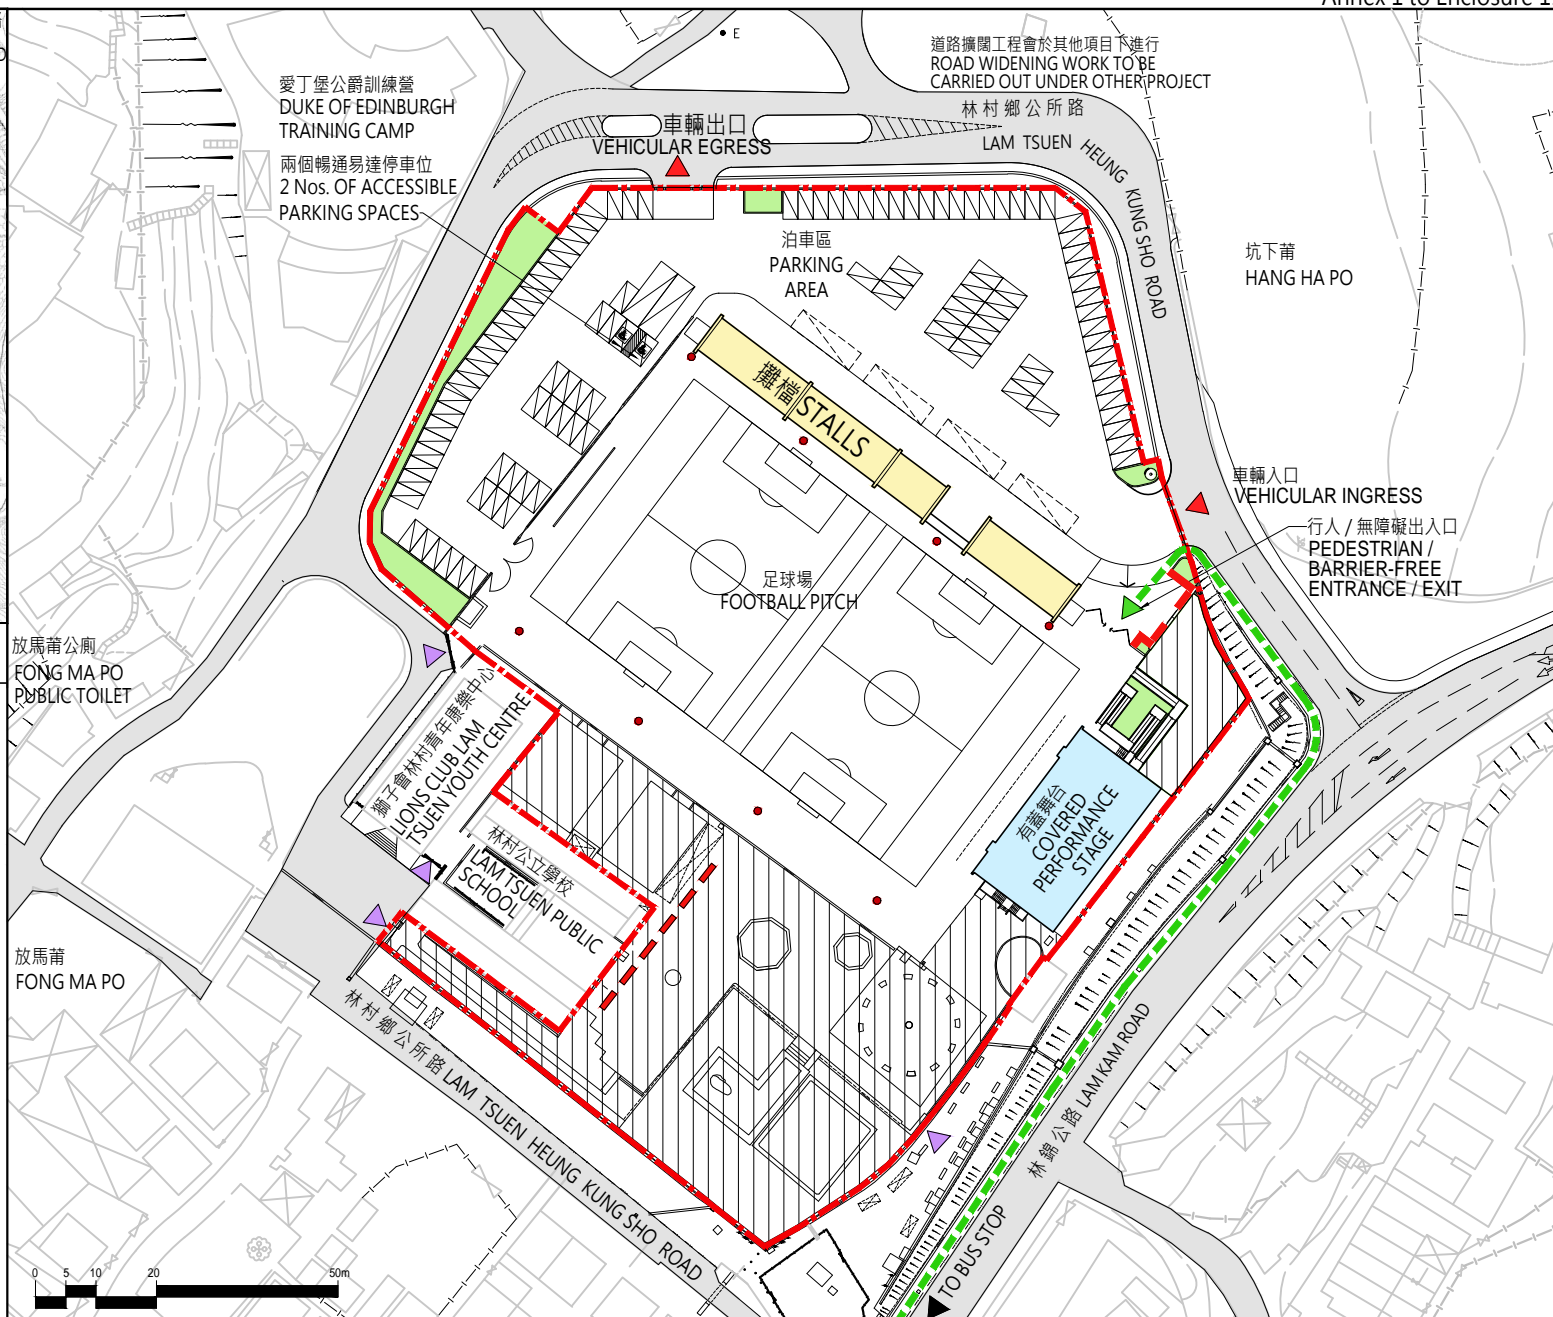 愛丁堡公爵訓練營
DUKE OF EDINBURGH
TRAINING CAMP
兩個暢通易達停車位
2 Nos. OF ACCESSIBLE
PARKING SPACES
E
道路擴闊工程會於其他項目下進行
ROAD WIDENING WORK TO BE
CARRIED OUT UNDER OTHER PROJECT
林村鄉公所路
LAM TSUEN HEUNG KUNG SHO ROAD
車輛出口
VEHICULAR EGRESS
泊車區
PARKING
AREA
坑下莆
HANG HA PO
攤檔 STALLS
車輛入口
VEHICULAR INGRESS
行人 / 無障礙出入口
PEDESTRIAN /
BARRIER-FREE
ENTRANCE / EXIT
足球場
FOOTBALL PITCH
放馬莆公廁
FONG MA PO
PUBLIC TOILET
獅子會林村青年康樂中心
LIONS CLUB LAM
TSUEN YOUTH CENTRE
林村公立學校
LAM TSUEN PUBLIC
SCHOOL
有蓋舞台
COVERED
PERFORMANCE
STAGE
放馬莆
FONG MA PO
林村鄉公所路 LAM TSUEN HEUNG KUNG SHO ROAD
林錦公路 LAM KAM ROAD
TO BUS STOP
0 5 10 20 50m